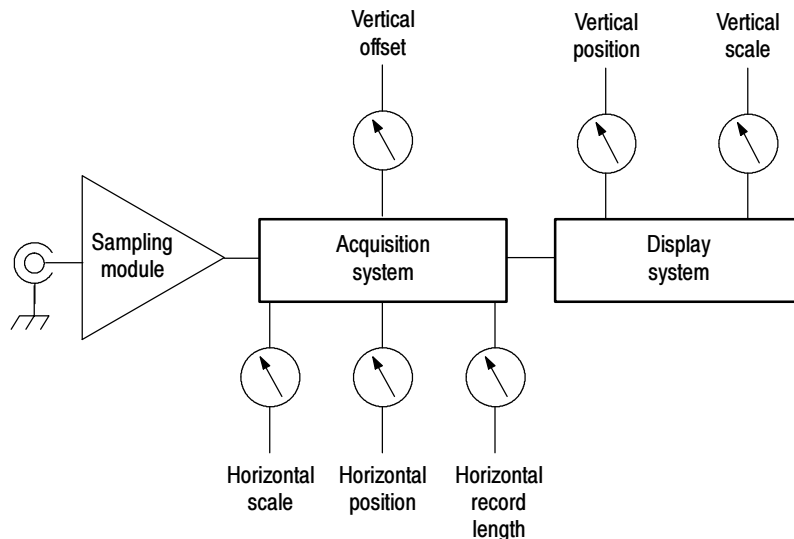 Vertical
offset
Vertical
position
Vertical
scale
Sampling
module
Acquisition
system
Display
system
Horizontal
scale
Horizontal
position
Horizontal
record
length